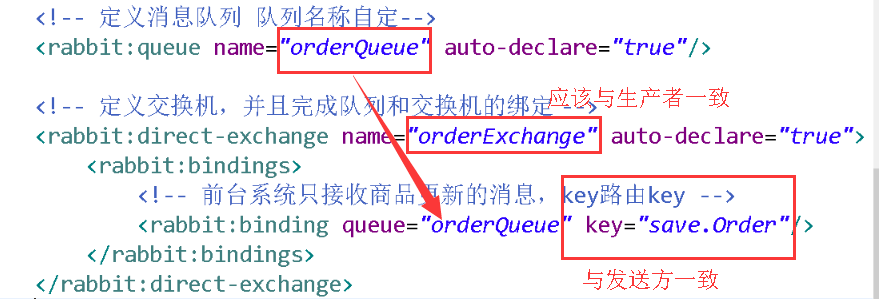 <!-- 定义消息队列 队列名称自定-->
<rabbit:queue name="orderQueue" auto-declare="true"/>
<!-- 定义交换机，并且完成队列和交换机的绑定 -->
应该与生产者一致
<rabbit:direct-exchange name="orderExchange" auto-declare="true">
<rabbit:bindings>
<!-- 前台系统只接收商品更新的消息，key路由key -->
<rabbit:binding queue="orderQueue" key="save.Order"/>
</rabbit:bindings>
与发送方一致
</rabbit:direct-exchange>